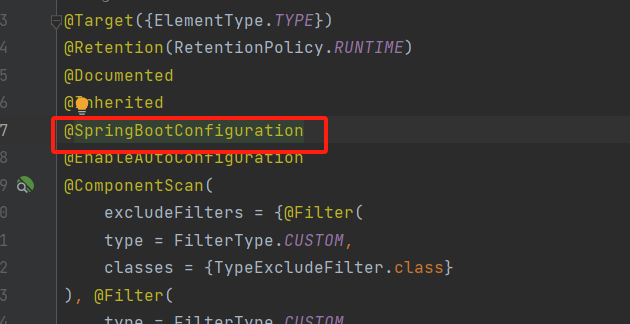 3 @Target({ElementType.TYPE})
4 @Retention(RetentionPolicy.RUNTIME)
5 @Documented
6 @Inherited
7 @SpringBootConfiguration
8 @EnableAutoConfiguration
9 @ComponentScan(
0 excludeFilters = {@Filter(
1 type = FilterType.CUSTOM,
2 classes = {TypeExcludeFilter.class}
3 ), @Filter(
4 type = FilterType.CUSTOM